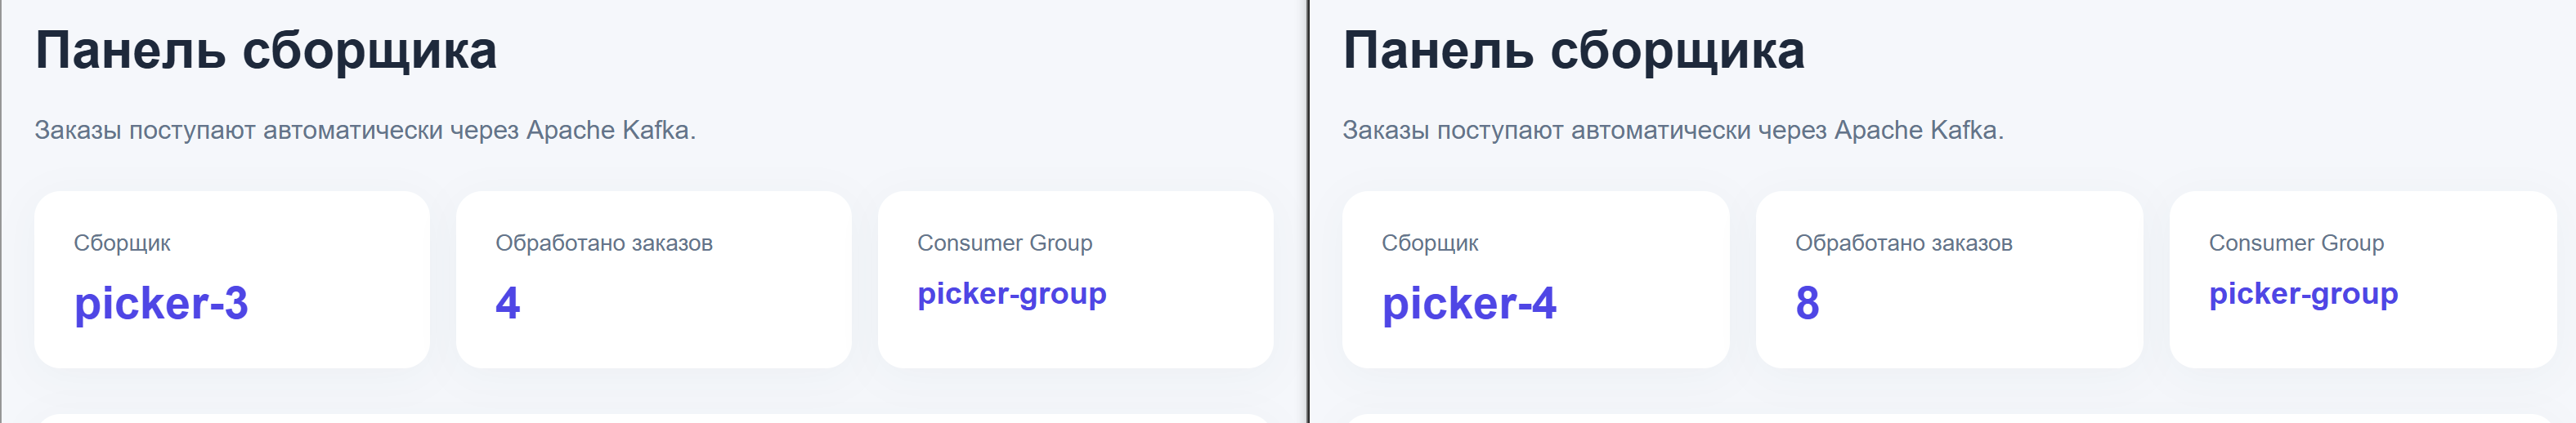 Панель сборщика
Заказы поступают автоматически через Apache Kafka.
Сборщик
picker-3
Обработано заказов
4
Consumer Group
picker-group
Панель сборщика
Заказы поступают автоматически через Apache Kafka.
Сборщик
picker-4
Обработано заказов
8
Consumer Group
picker-group